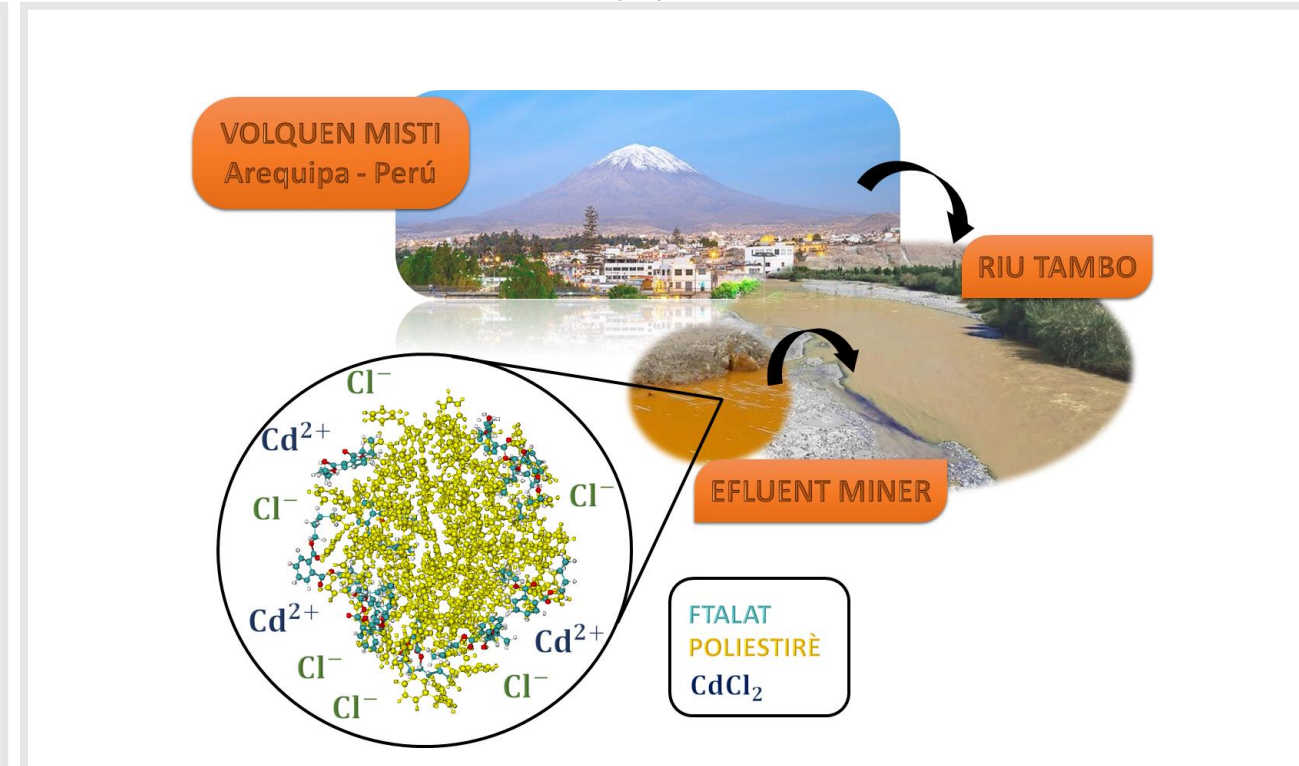 VOLQUEN MISTI
Arequipa - Perú
RIU TAMBO
EFLUENT MINER
Cl⁻
Cd²⁺
Cl⁻
Cl⁻
Cd²⁺
Cd²⁺
Cl⁻
Cl⁻
Cl⁻
FTALAT
POLIESTIRÈ
CdCl₂